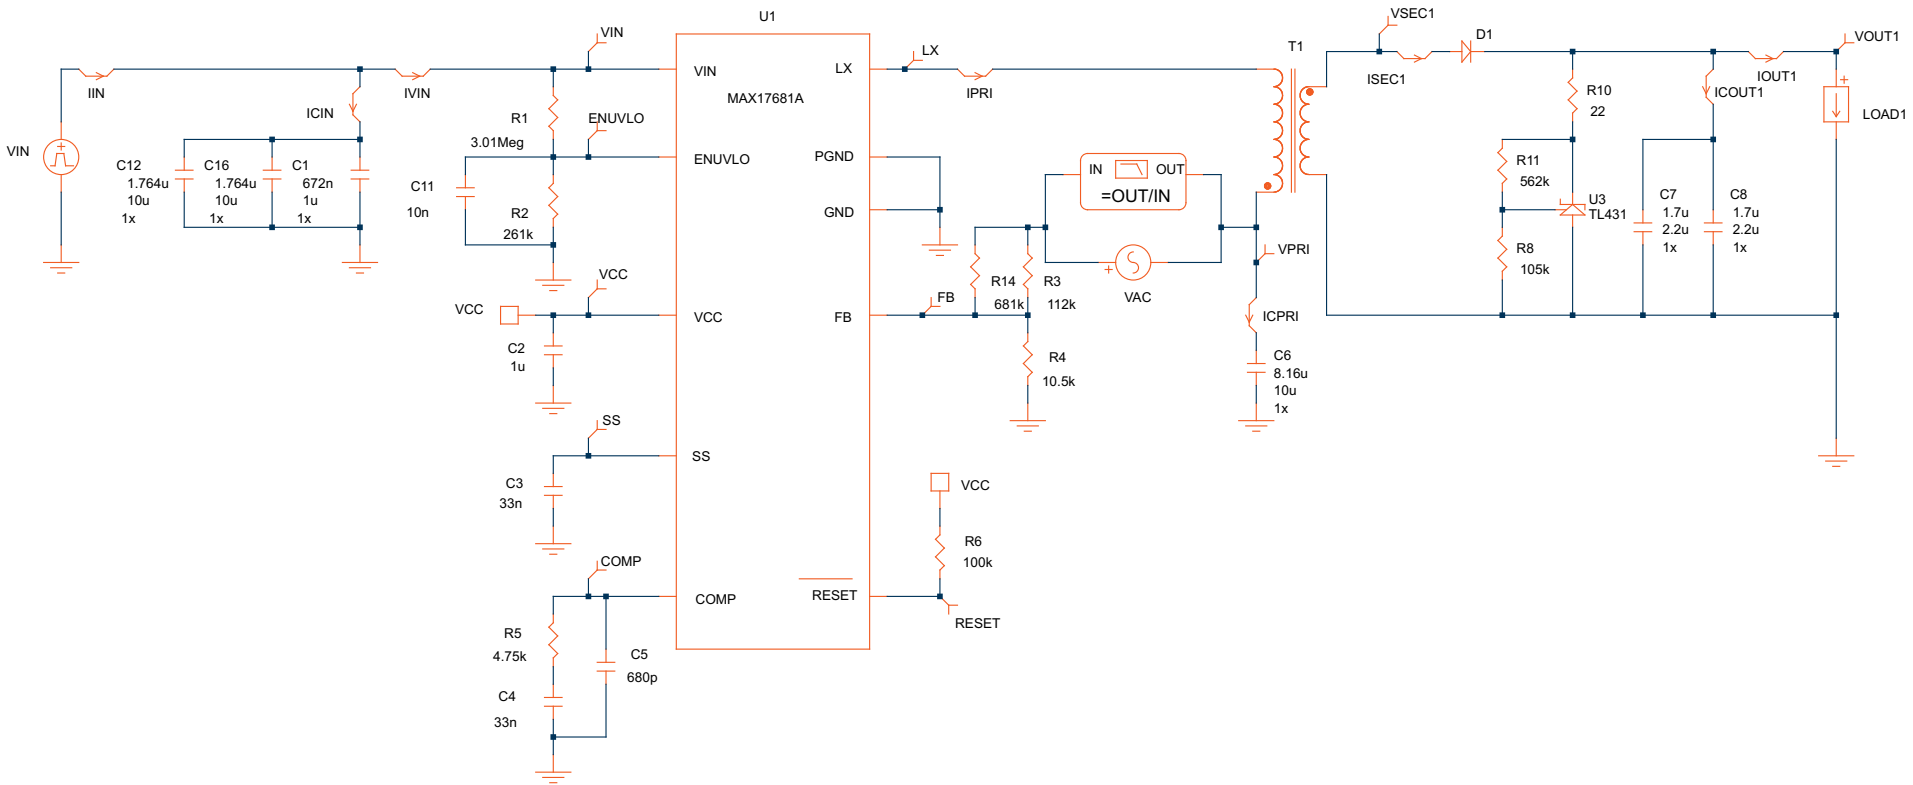 U1
VIN
LX
VSEC1
D1
VOUT1
T1
IIN
IVIN
VIN
LX
IPRI
ISEC1
IOUT1
MAX17681A
R10
22
ICOUT1
LOAD1
ICIN
R1
3.01Meg
ENUVLO
VIN
C12
1.764u
10u
1x
C16
1.764u
10u
1x
C1
672n
1u
1x
ENUVLO
PGND
IN
OUT
=OUT/IN
R11
562k
C11
10n
R2
261k
GND
U3
TL431
C7
1.7u
2.2u
1x
C8
1.7u
2.2u
1x
VPRI
R8
105k
VCC
R14
681k
R3
112k
VAC
VCC
VCC
FB
FB
ICPRI
C2
1u
R4
10.5k
C6
8.16u
10u
1x
SS
SS
C3
33n
VCC
R6
100k
COMP
COMP
RESET
RESET
R5
4.75k
C5
680p
C4
33n